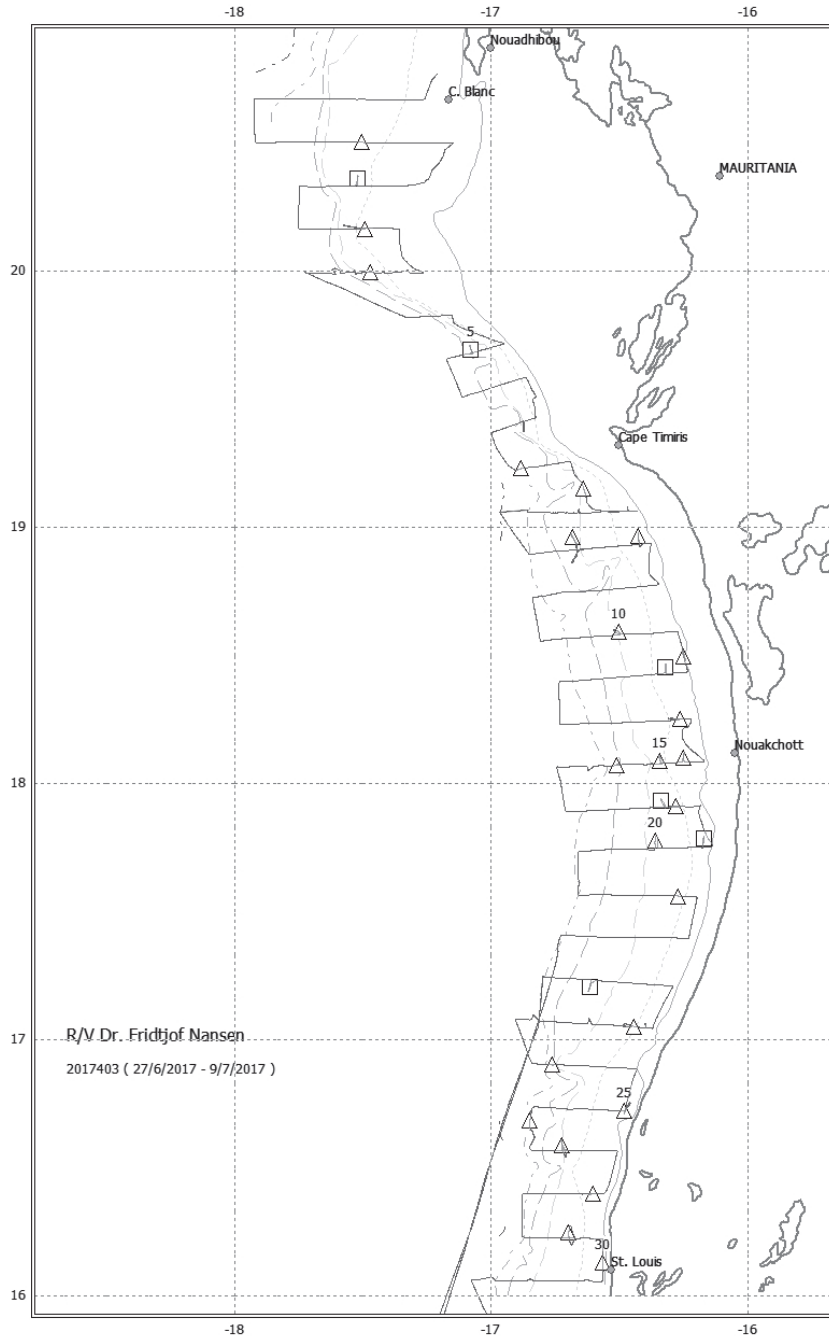 -18 -17 -16
Nouadhibou
C. Blanc
MAURITANIA
20
5
Cape Timiris
19
10
15
Nouakchott
18
20
R/V Dr. Fridtjof Nansen
17
2017403 ( 27/6/2017 - 9/7/2017 )
25
30
St. Louis
16
-18 -17 -16